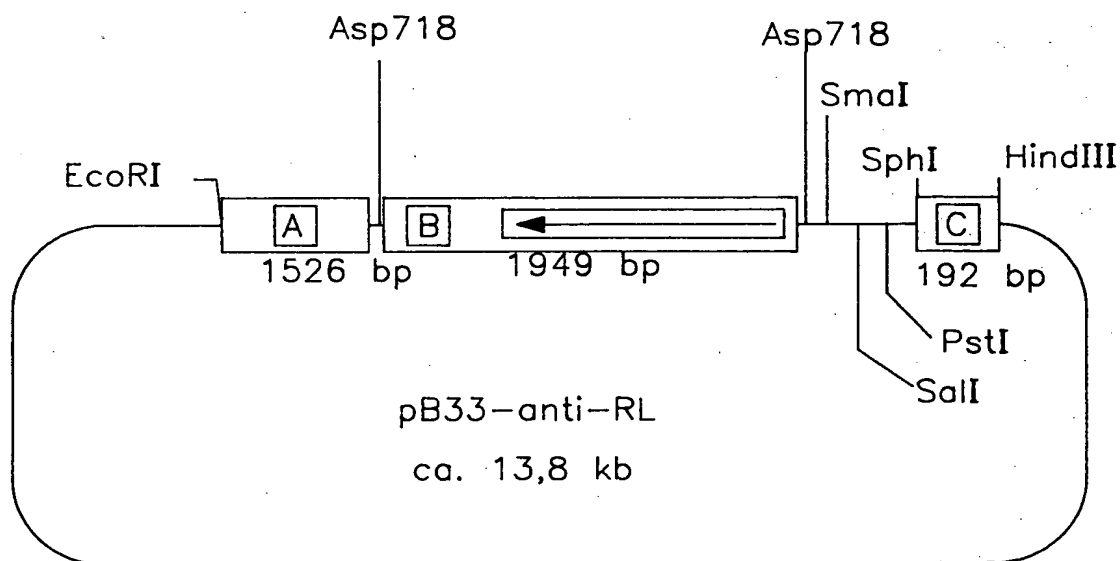 Asp718
Asp718
SmaI
SphI
HindIII
EcoRI
A
B
C
1526 bp
1949 bp
192 bp
PstI
SalI
pB33-anti-RL
ca. 13,8 kb